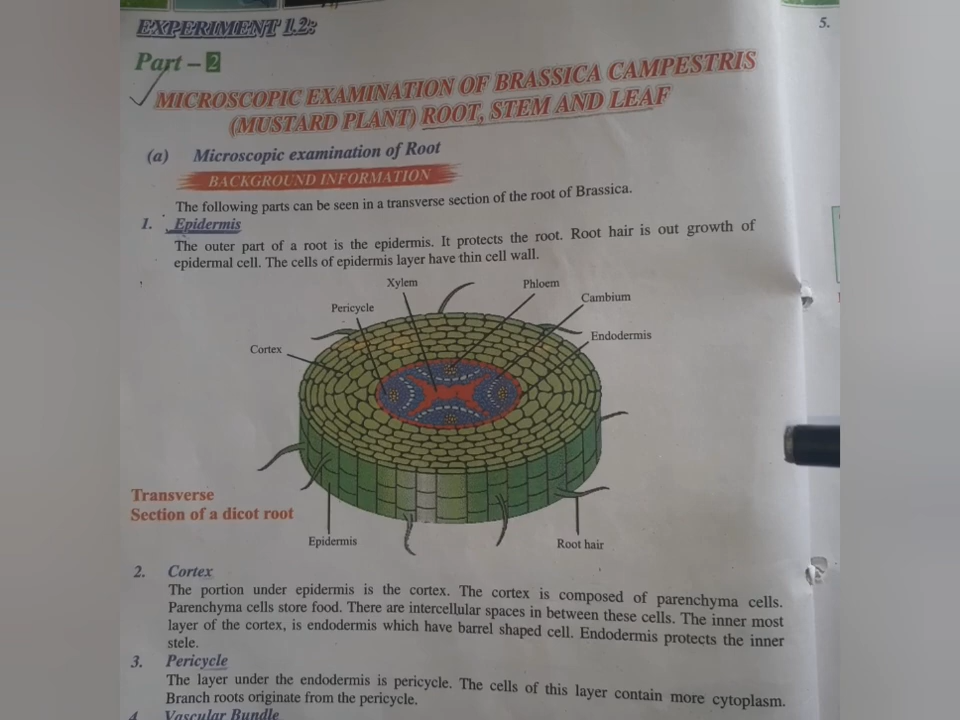 EXPERIMENT 1.2:
5.
Part – 2
MICROSCOPIC EXAMINATION OF BRASSICA CAMPESTRIS
(MUSTARD PLANT) ROOT, STEM AND LEAF
(a) Microscopic examination of Root
BACKGROUND INFORMATION
The following parts can be seen in a transverse section of the root of Brassica.
1. Epidermis
The outer part of a root is the epidermis. It protects the root. Root hair is out growth of
epidermal cell. The cells of epidermis layer have thin cell wall.
Xylem
Phloem
Pericycle
Cambium
Endodermis
Cortex
Transverse
Section of a dicot root
Epidermis
Root hair
2. Cortex
The portion under epidermis is the cortex. The cortex is composed of parenchyma cells.
Parenchyma cells store food. There are intercellular spaces in between these cells. The inner most
layer of the cortex, is endodermis which have barrel shaped cell. Endodermis protects the inner
stele.
3. Pericycle
The layer under the endodermis is pericycle. The cells of this layer contain more cytoplasm.
Branch roots originate from the pericycle.
4. Vascular Bundle